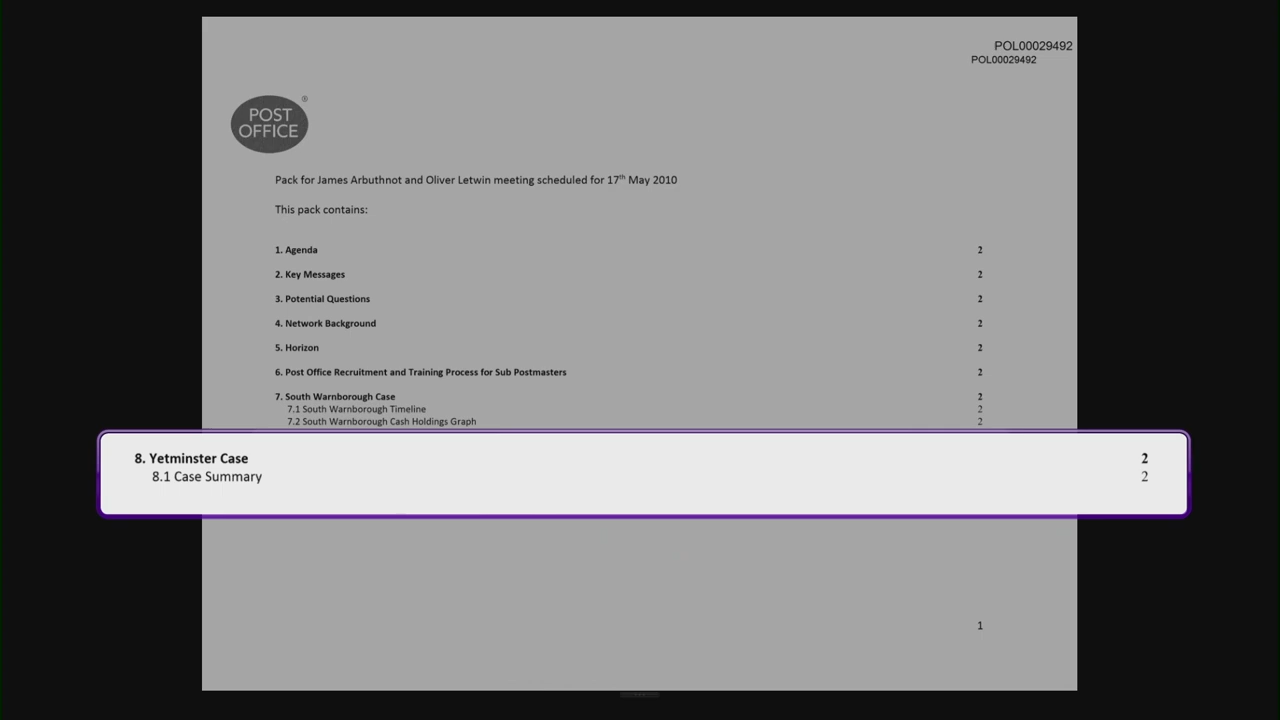 POL00029492
POL00029492
POST OFFICE ®
Pack for James Arbuthnot and Oliver Letwin meeting scheduled for 17th May 2010
This pack contains:
1. Agenda 2
2. Key Messages 2
3. Potential Questions 2
4. Network Background 2
5. Horizon 2
6. Post Office Recruitment and Training Process for Sub Postmasters 2
7. South Warnborough Case 2
7.1 South Warnborough Timeline 2
7.2 South Warnborough Cash Holdings Graph 2
8. Yetminster Case 2
8.1 Case Summary 2
1